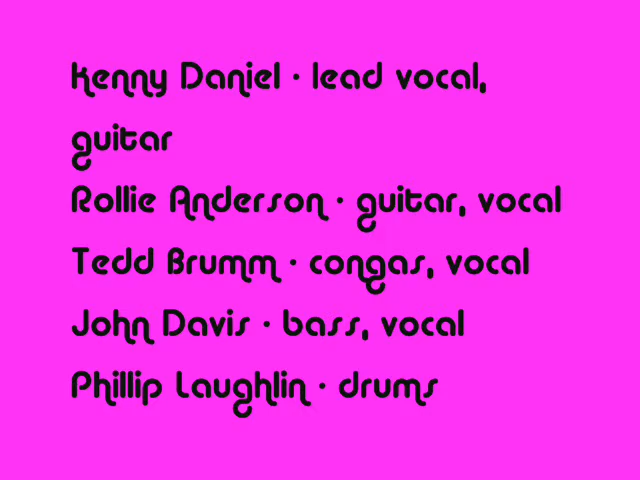 Kenny Daniel · lead vocal,
guitar
Rollie Anderson · guitar, vocal
Tedd Brumm · congas, vocal
John Davis · bass, vocal
Phillip Laughlin · drums